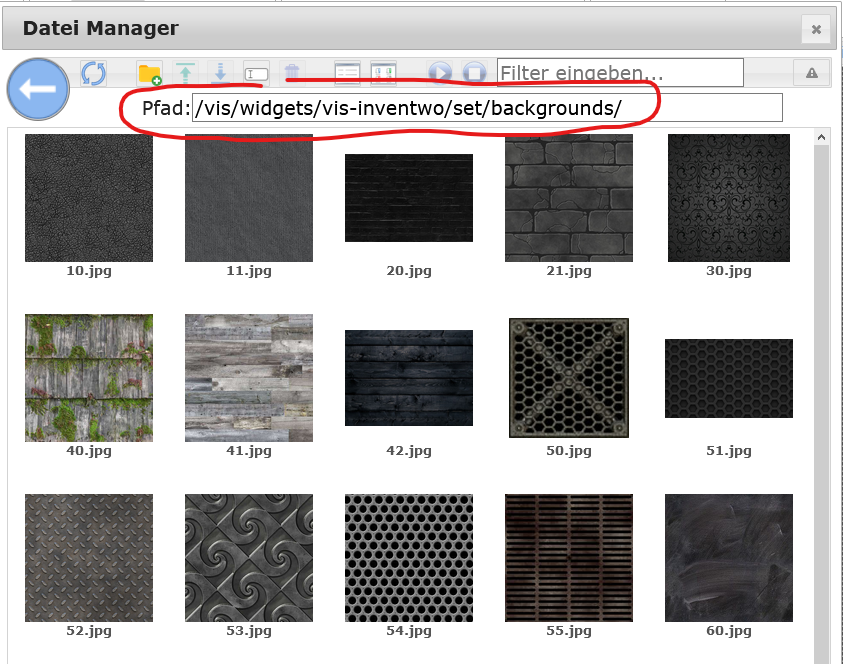 Datei Manager
Filter eingeben...
Pfad: /vis/widgets/vis-inventwo/set/backgrounds/
10.jpg 11.jpg 20.jpg 21.jpg 30.jpg
40.jpg 41.jpg 42.jpg 50.jpg 51.jpg
52.jpg 53.jpg 54.jpg 55.jpg 60.jpg